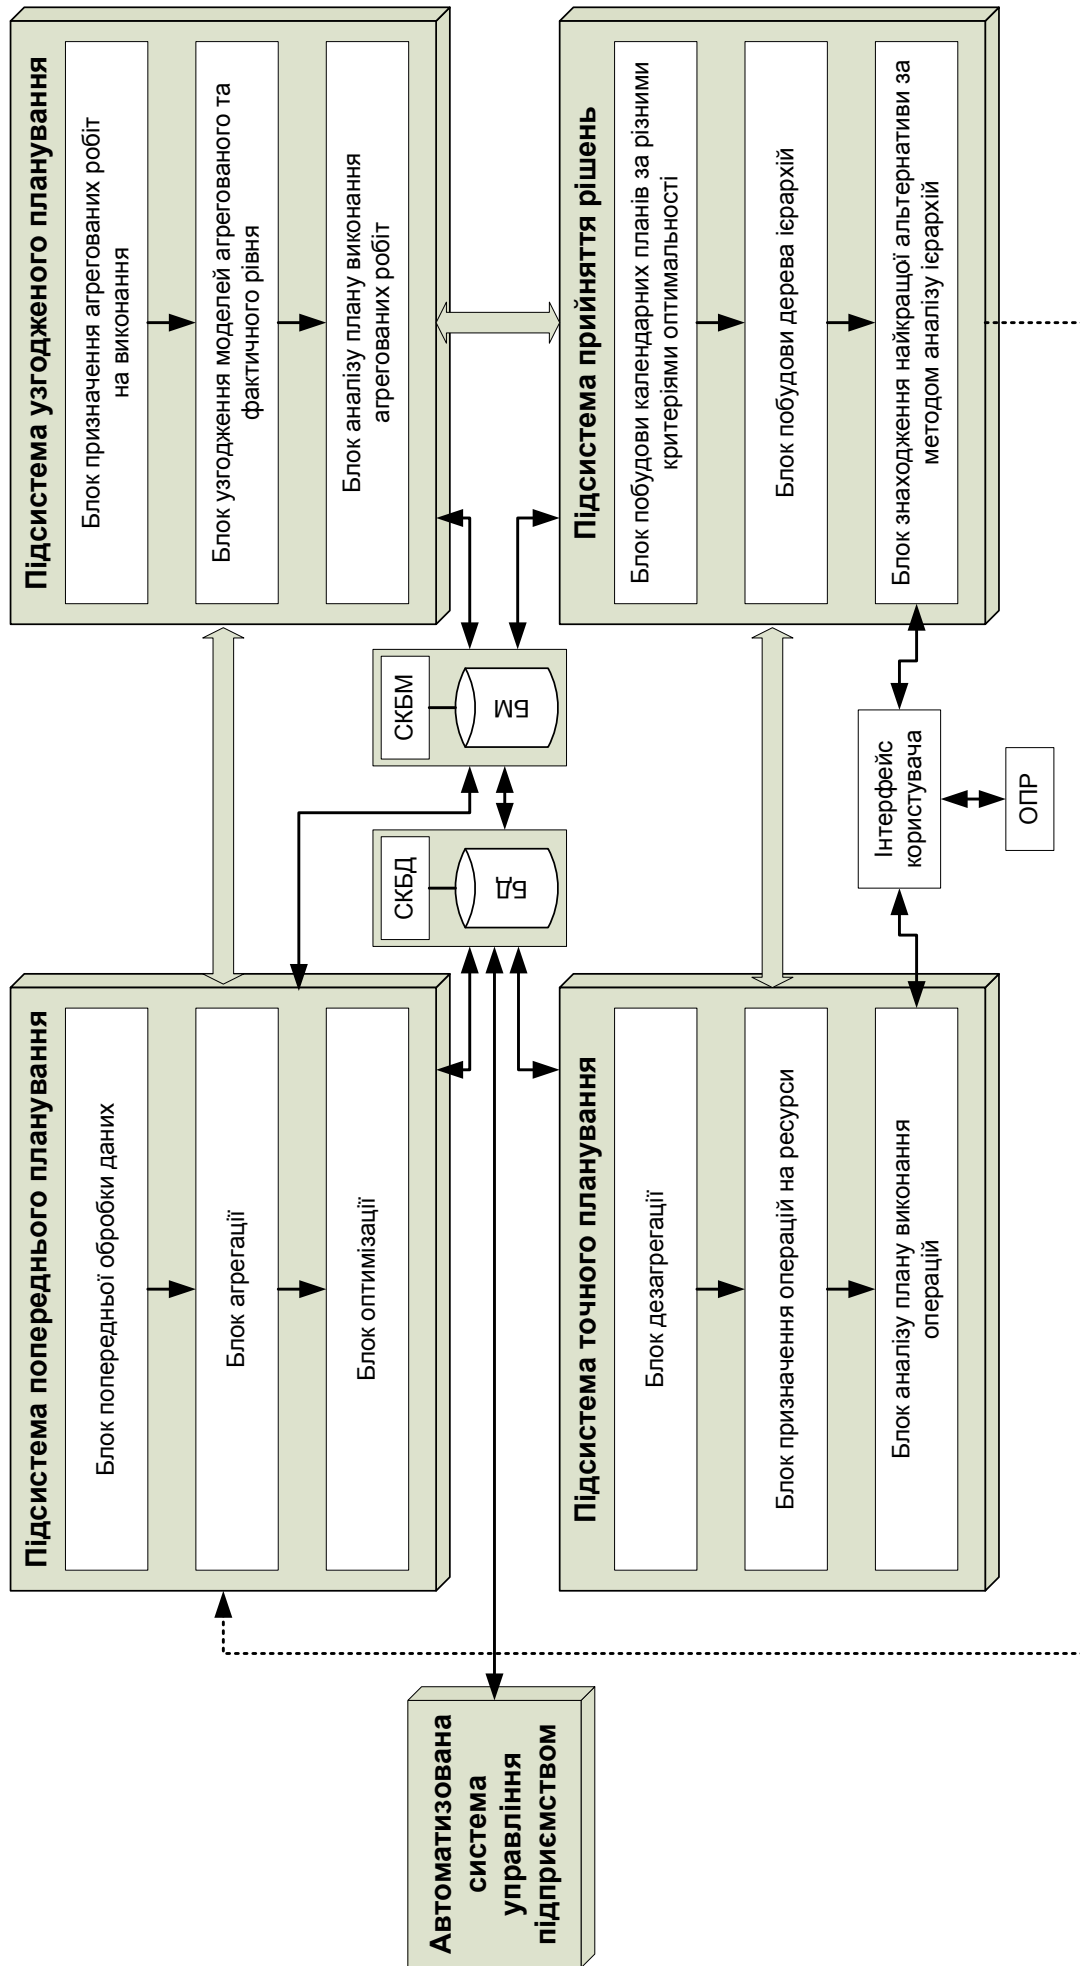 Підсистема попереднього планування
Блок попередньої обробки даних
Блок агрегації
Блок оптимізації
Підсистема узгодженого планування
Блок призначення агрегованих робіт
на виконання
Блок узгодження моделей агрегованого та
фактичного рівня
Блок аналізу плану виконання
агрегованих робіт
Автоматизована
система
управління
підприємством
СКБД
БД
СКБМ
БМ
Підсистема точного планування
Блок дезагрегації
Блок призначення операцій на ресурси
Блок аналізу плану виконання
операцій
Підсистема прийняття рішень
Блок побудови календарних планів за різними
критеріями оптимальності
Блок побудови дерева ієрархій
Блок знаходження найкращої альтернативи за
методом аналізу ієрархій
Інтерфейс
користувача
ОПР